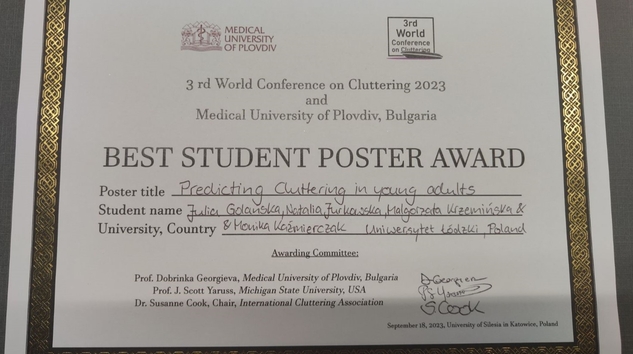 MEDICAL
UNIVERSITY
OF PLOVDIV
3rd
World
Conference
on Cluttering
3 rd World Conference on Cluttering 2023
and
Medical University of Plovdiv, Bulgaria
BEST STUDENT POSTER AWARD
Poster title Predicting Cluttering in young adults
Student name Julia Golańska, Natalia Jurkowska, Małgorzata Krzemińska &
University, Country & Monika Kaźmierczak Uniwersytet Łódzki, Poland
Awarding Committee:
Prof. Dobrinka Georgieva, Medical University of Plovdiv, Bulgaria
Prof. J. Scott Yaruss, Michigan State University, USA
Dr. Susanne Cook, Chair, International Cluttering Association
D. Georgieva
S Cook
September 18, 2023, University of Silesia in Katowice, Poland